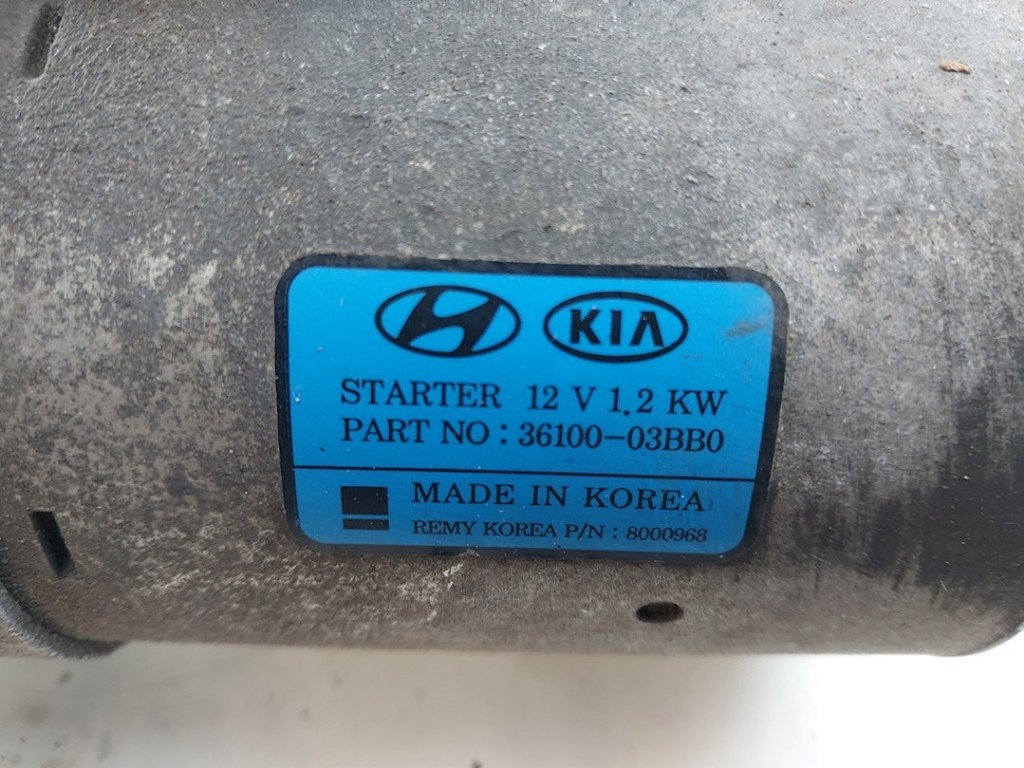 KIA
STARTER 12 V 1.2 KW
PART NO : 36100-03BB0
MADE IN KOREA
REMY KOREA P/N : 8000968